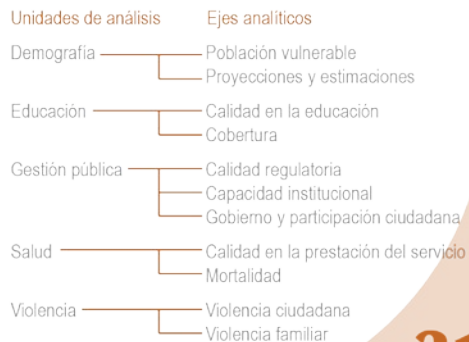 Unidades de análisis Ejes analíticos
Demografía Población vulnerable
Proyecciones y estimaciones
Educación Calidad en la educación
Cobertura
Gestión pública Calidad regulatoria
Capacidad institucional
Gobierno y participación ciudadana
Salud Calidad en la prestación del servicio
Mortalidad
Violencia Violencia ciudadana
Violencia familiar